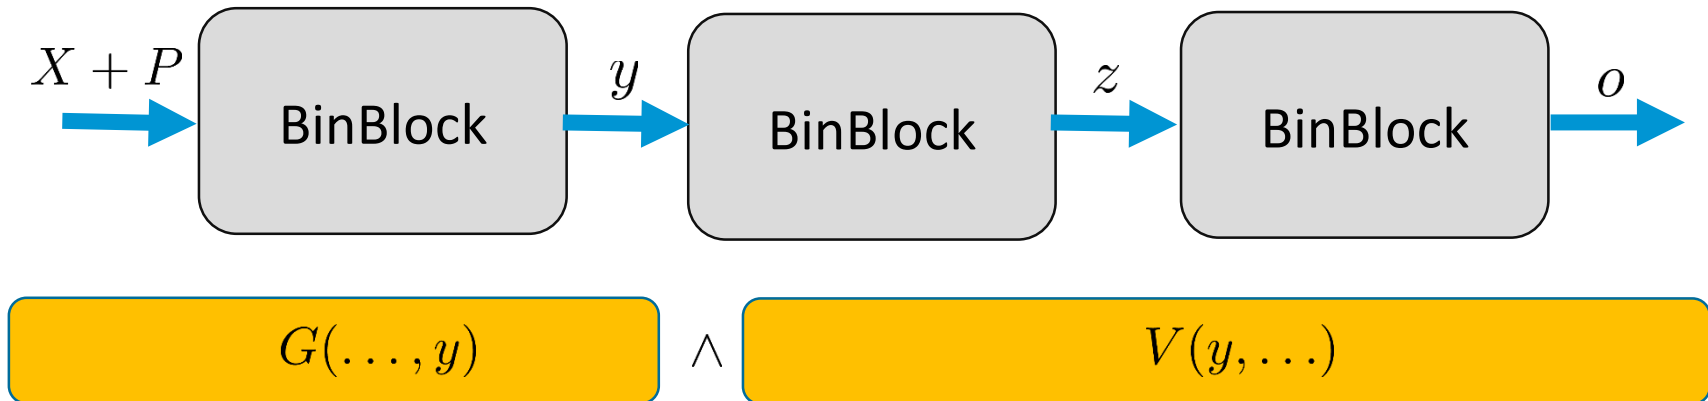 X + P y z o
BinBlock BinBlock BinBlock
G(..., y) ∧ V(y, ...)